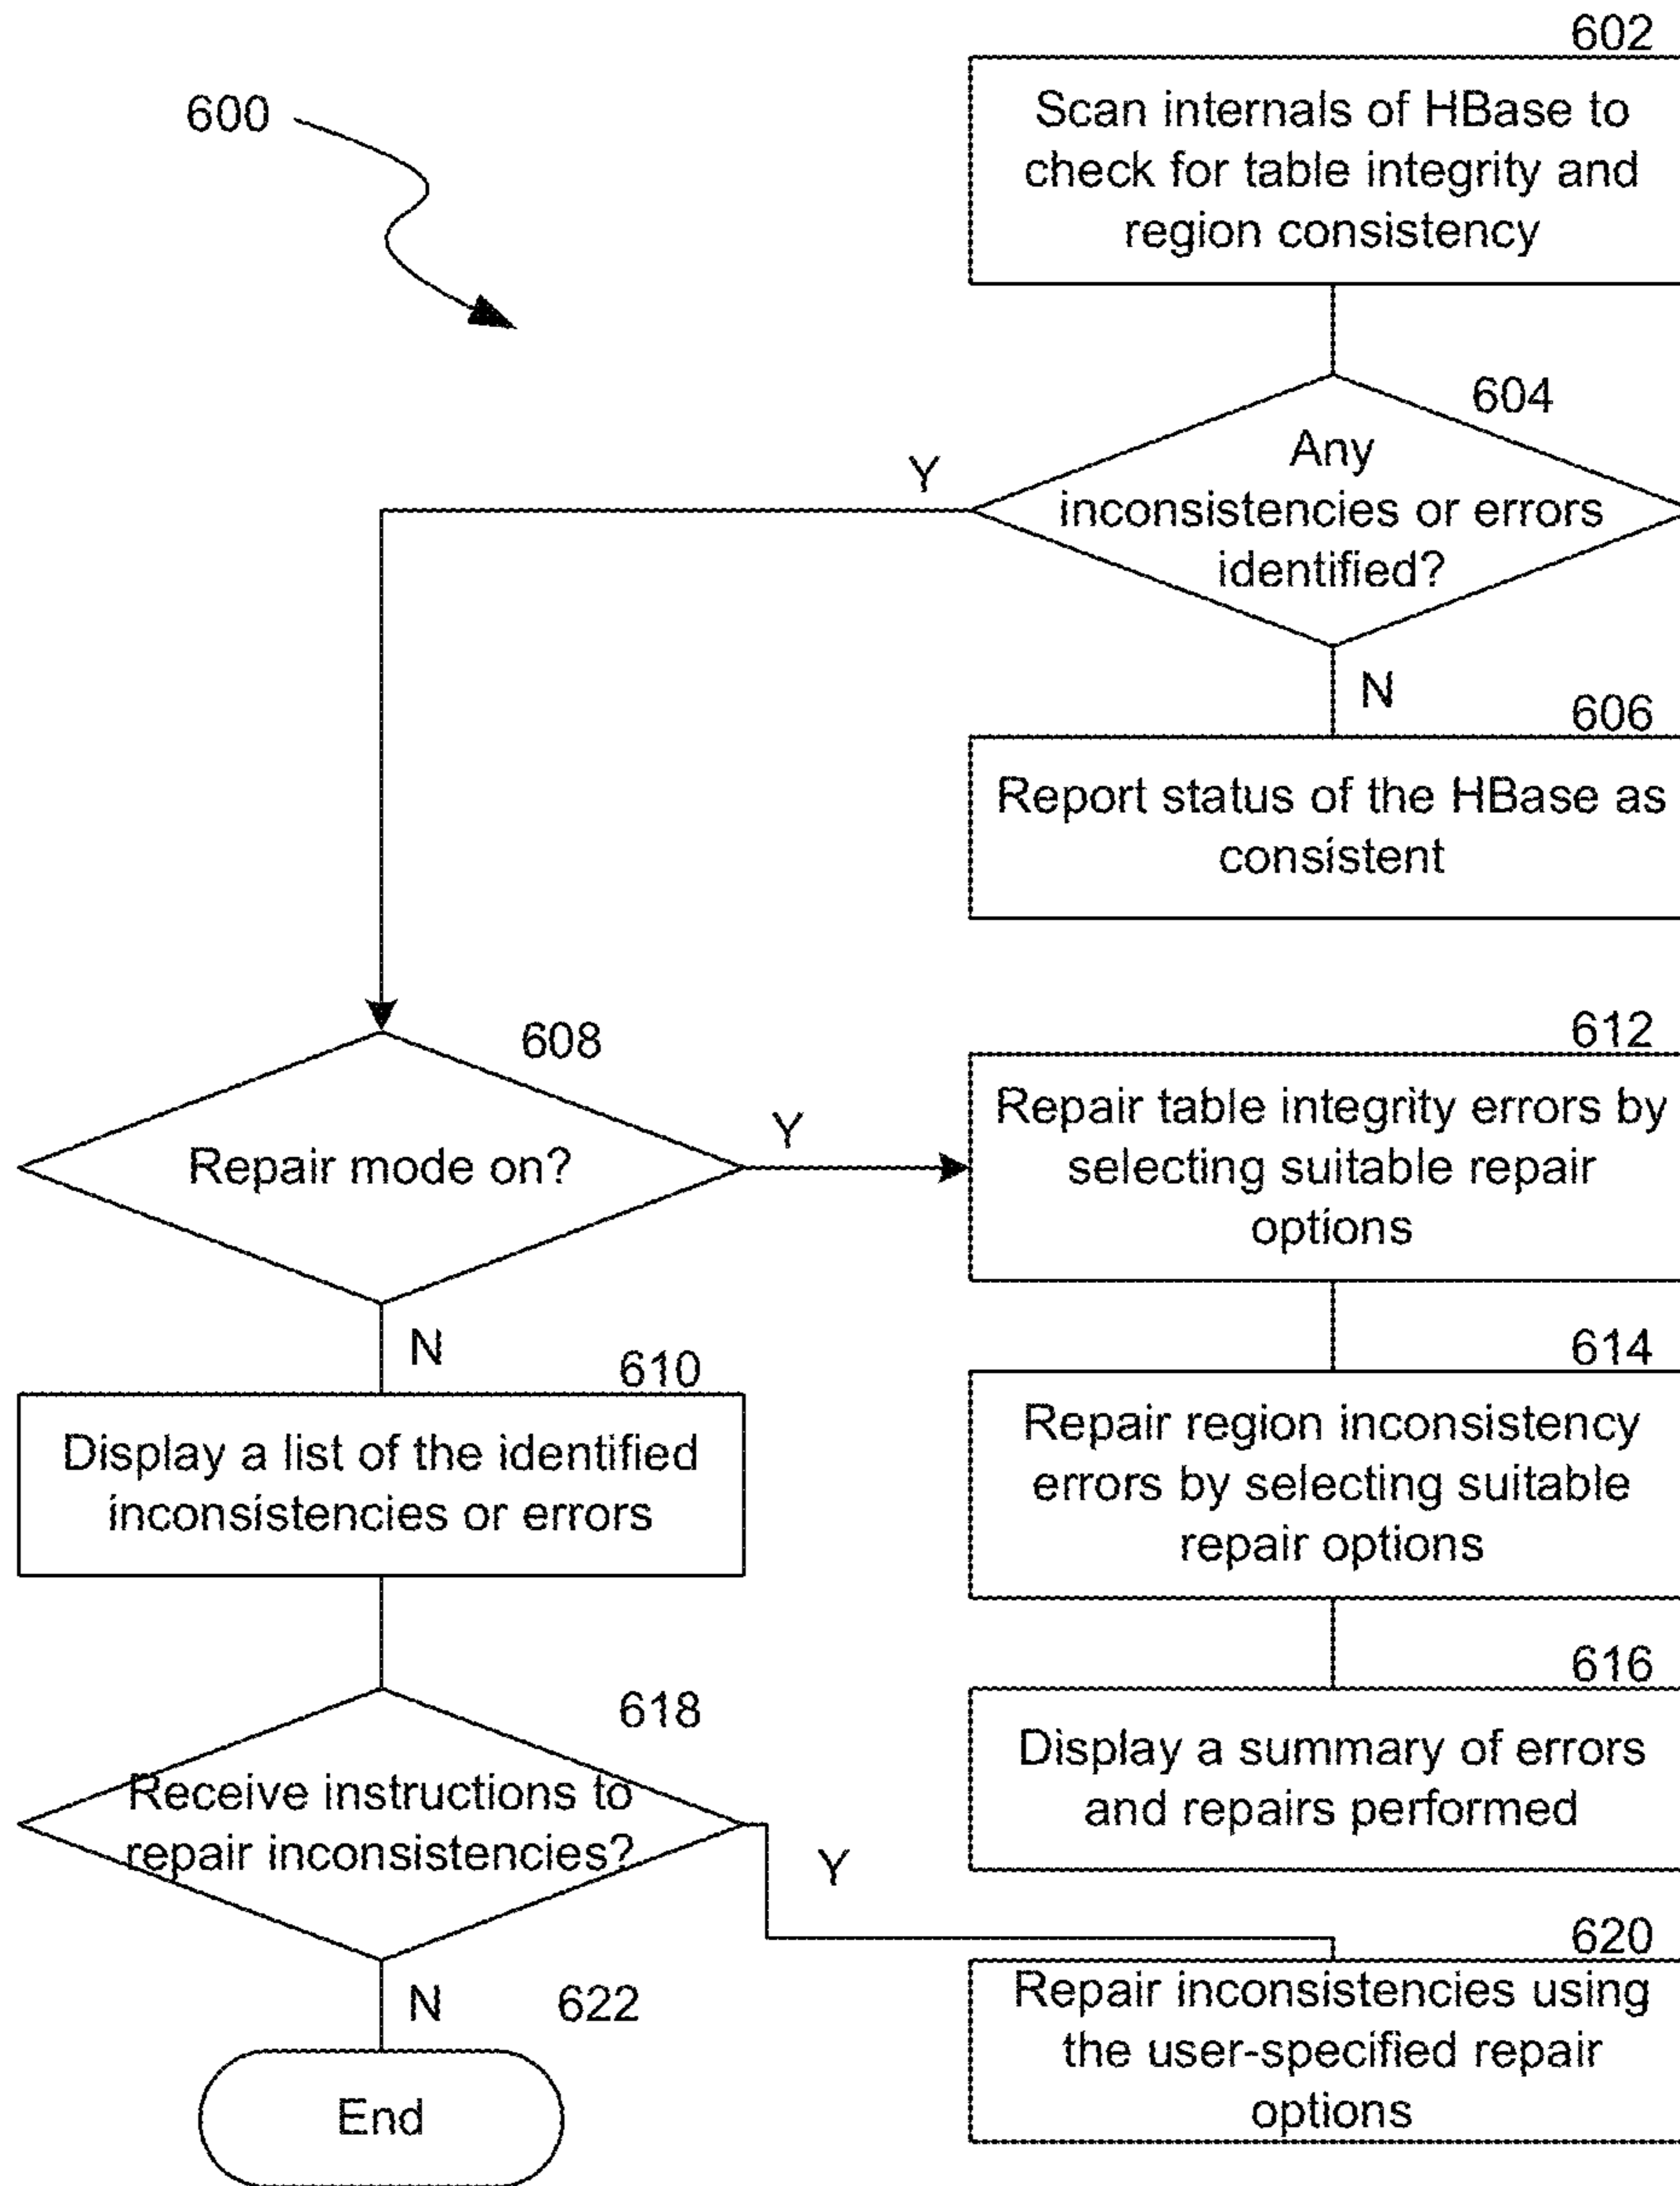 602
600
Scan internals of HBase to
check for table integrity and
region consistency
604
Any
inconsistencies or errors
identified?
Y
N
606
Report status of the HBase as
consistent
608
Repair mode on?
Y
N
612
Repair table integrity errors by
selecting suitable repair
options
610
Display a list of the identified
inconsistencies or errors
614
Repair region inconsistency
errors by selecting suitable
repair options
616
Display a summary of errors
and repairs performed
618
Receive instructions to
repair inconsistencies?
Y
N
620
Repair inconsistencies using
the user-specified repair
options
622
End